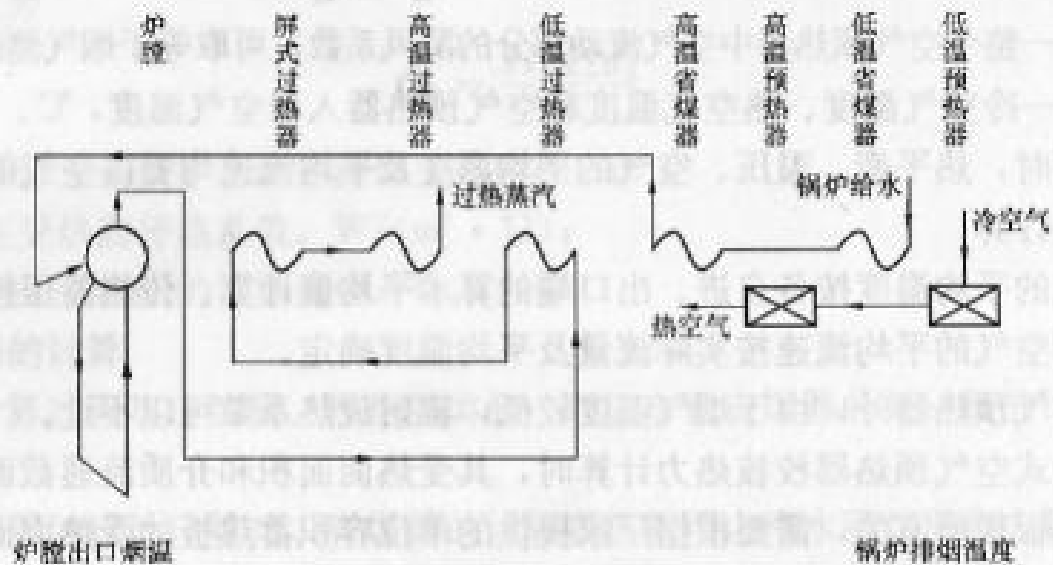 炉膛
屏式过热器
高温过热器
低温过热器
高温省煤器
高温预热器
低温省煤器
低温预热器
过热蒸汽
锅炉给水
冷空气
热空气
炉膛出口烟温
锅炉排烟温度